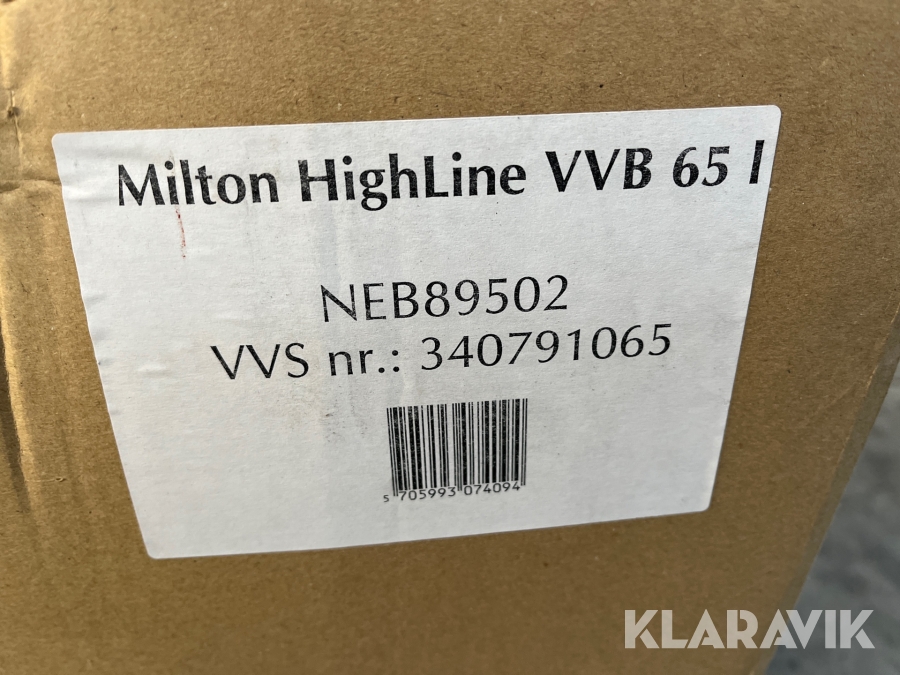 Milton HighLine VVB 65 l
NEB89502
VVS nr.: 340791065
5 705993 074094
KLARAVIK